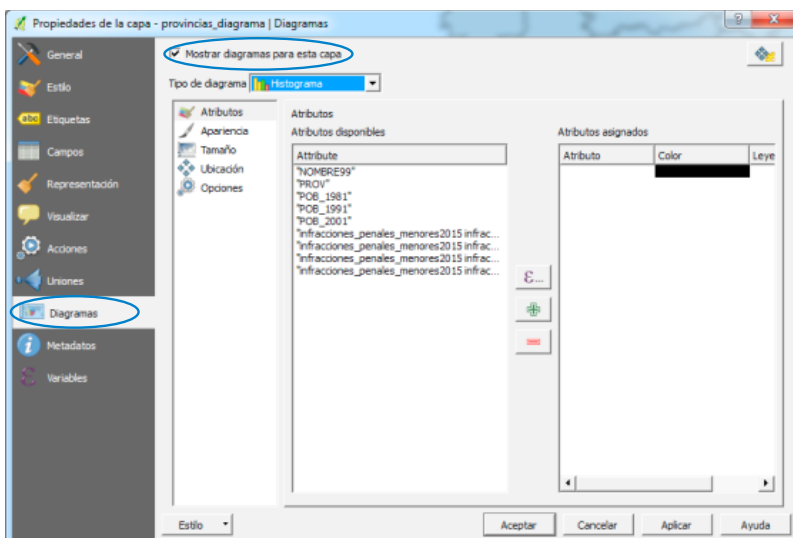 Propiedades de la capa - provincias_diagrama | Diagramas
General
Estilo
abc Etiquetas
Campos
Representación
Visualizar
Acciones
Uniones
Diagramas
Metadatos
Variables
Mostrar diagramas para esta capa
Tipo de diagrama Histograma
Atributos
Apariencia
Tamaño
Ubicación
Opciones
Atributos
Atributos disponibles
Attribute
"NOMBRE99"
"PROV"
"POB_1981"
"POB_1991"
"POB_2001"
"infracciones_penales_menores2015 infrac...
"infracciones_penales_menores2015 infrac...
"infracciones_penales_menores2015 infrac...
"infracciones_penales_menores2015 infrac...
ε...
Atributos asignados
Atributo Color Leye
Estilo
Aceptar Cancelar Aplicar Ayuda